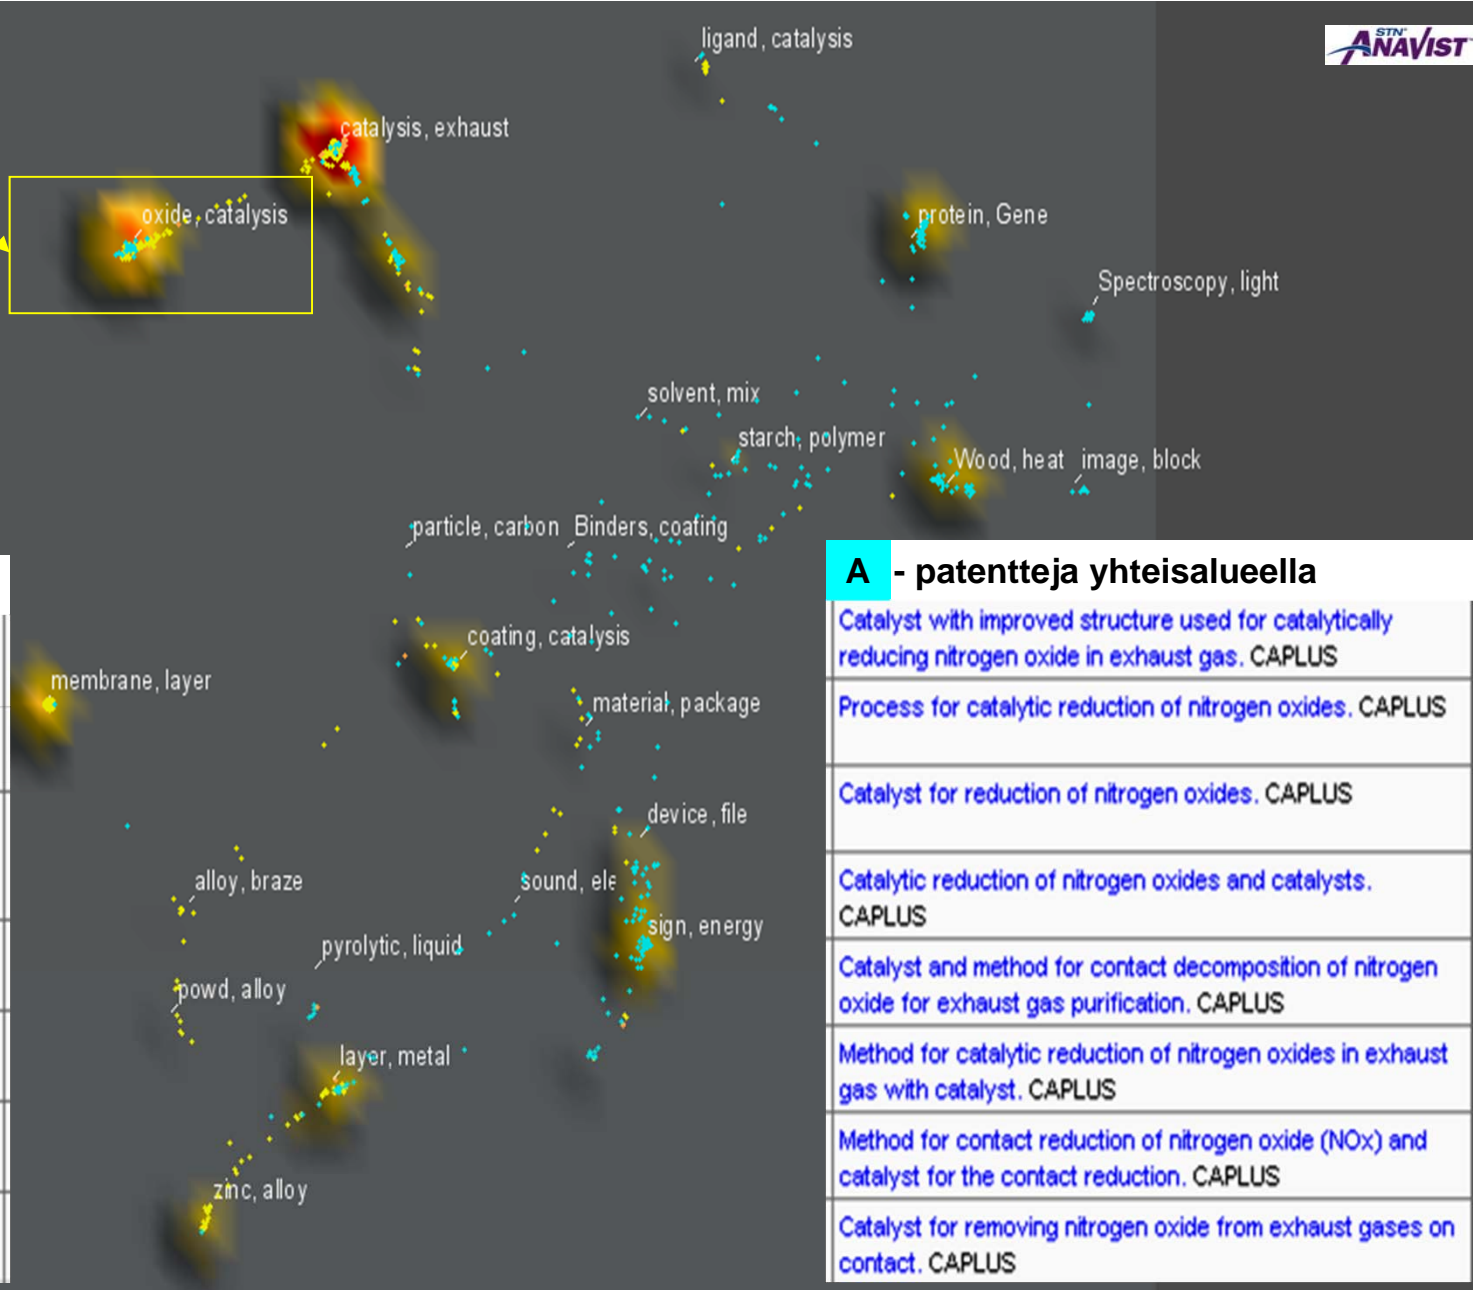 STN
ANAVIST
ligand, catalysis
catalysis, exhaust
oxide, catalysis
protein, Gene
Spectroscopy, light
solvent, mix
starch, polymer
Wood, heat
image, block
particle, carbon
Binders, coating
coating, catalysis
membrane, layer
material, package
device, file
alloy, braze
sound, ele
sign, energy
pyrolytic, liquid
powd, alloy
layer, metal
zinc, alloy
A - patentteja yhteisalueella
Catalyst with improved structure used for catalytically
reducing nitrogen oxide in exhaust gas. CAPLUS
Process for catalytic reduction of nitrogen oxides. CAPLUS
Catalyst for reduction of nitrogen oxides. CAPLUS
Catalytic reduction of nitrogen oxides and catalysts.
CAPLUS
Catalyst and method for contact decomposition of nitrogen
oxide for exhaust gas purification. CAPLUS
Method for catalytic reduction of nitrogen oxides in exhaust
gas with catalyst. CAPLUS
Method for contact reduction of nitrogen oxide (NOx) and
catalyst for the contact reduction. CAPLUS
Catalyst for removing nitrogen oxide from exhaust gases on
contact. CAPLUS